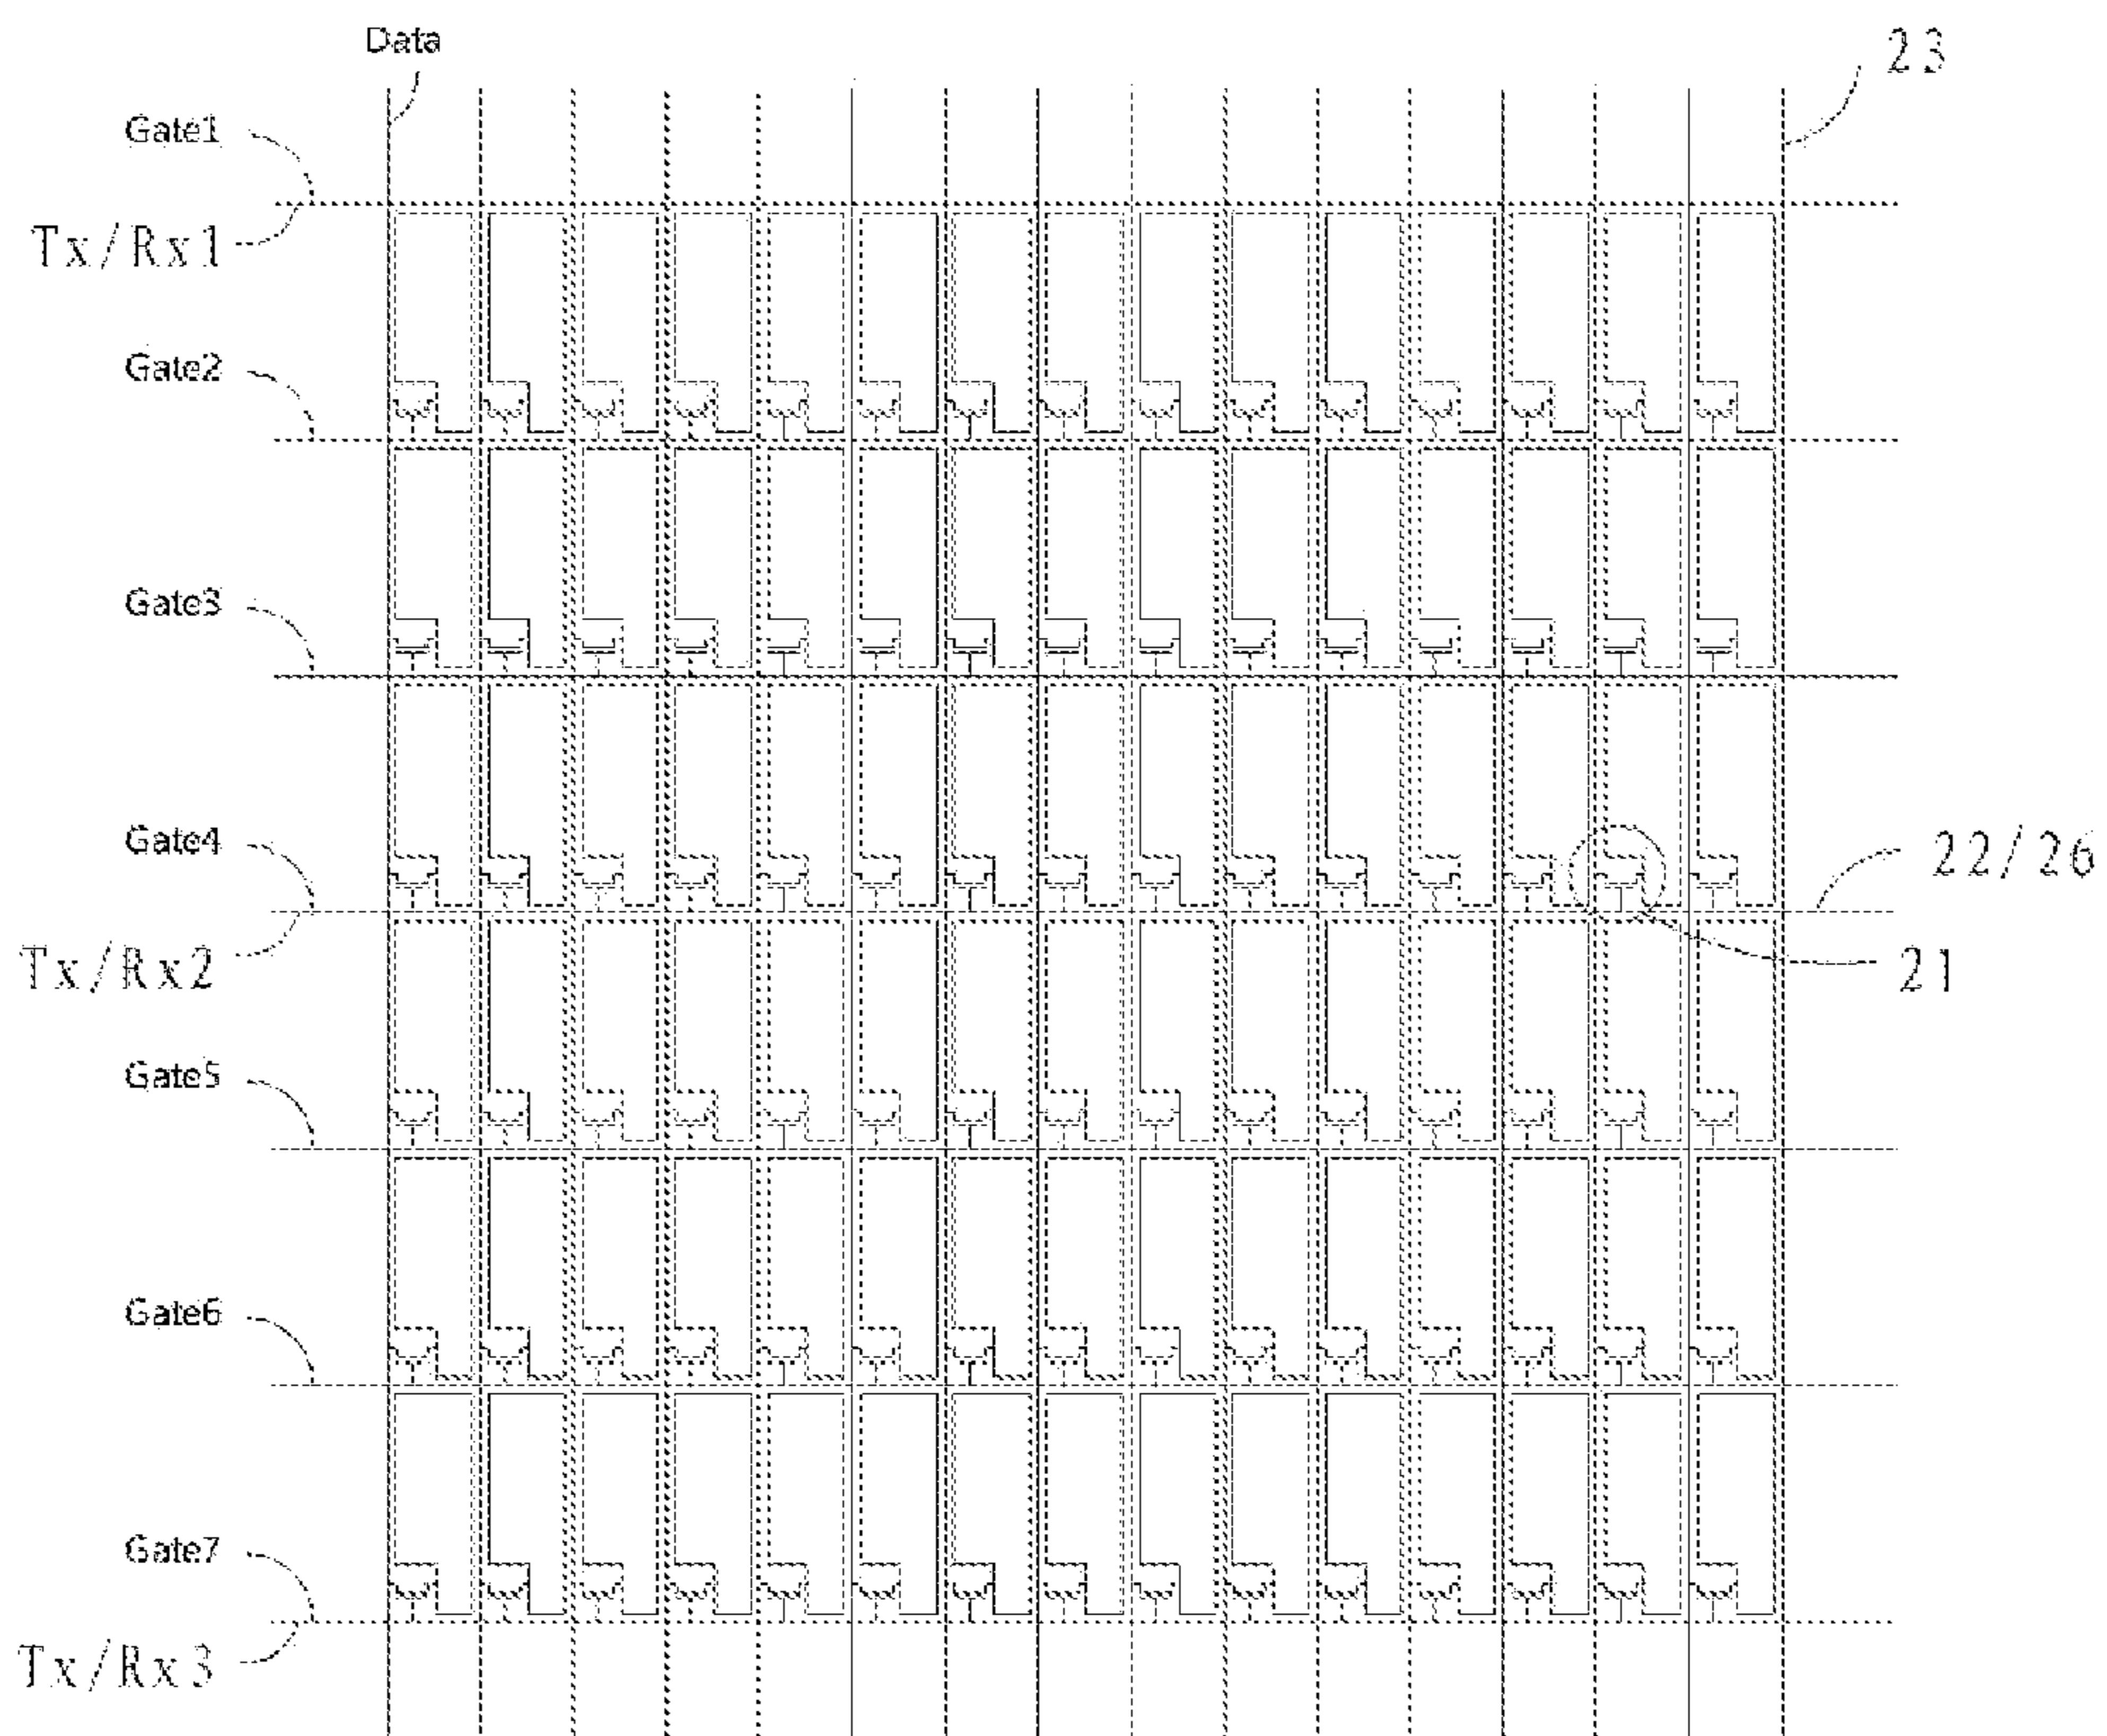 Data
23
Gate1
Tx/Rx1
Gate2
Gate3
Gate4
22/26
Tx/Rx2
21
Gate5
Gate6
Gate7
Tx/Rx3